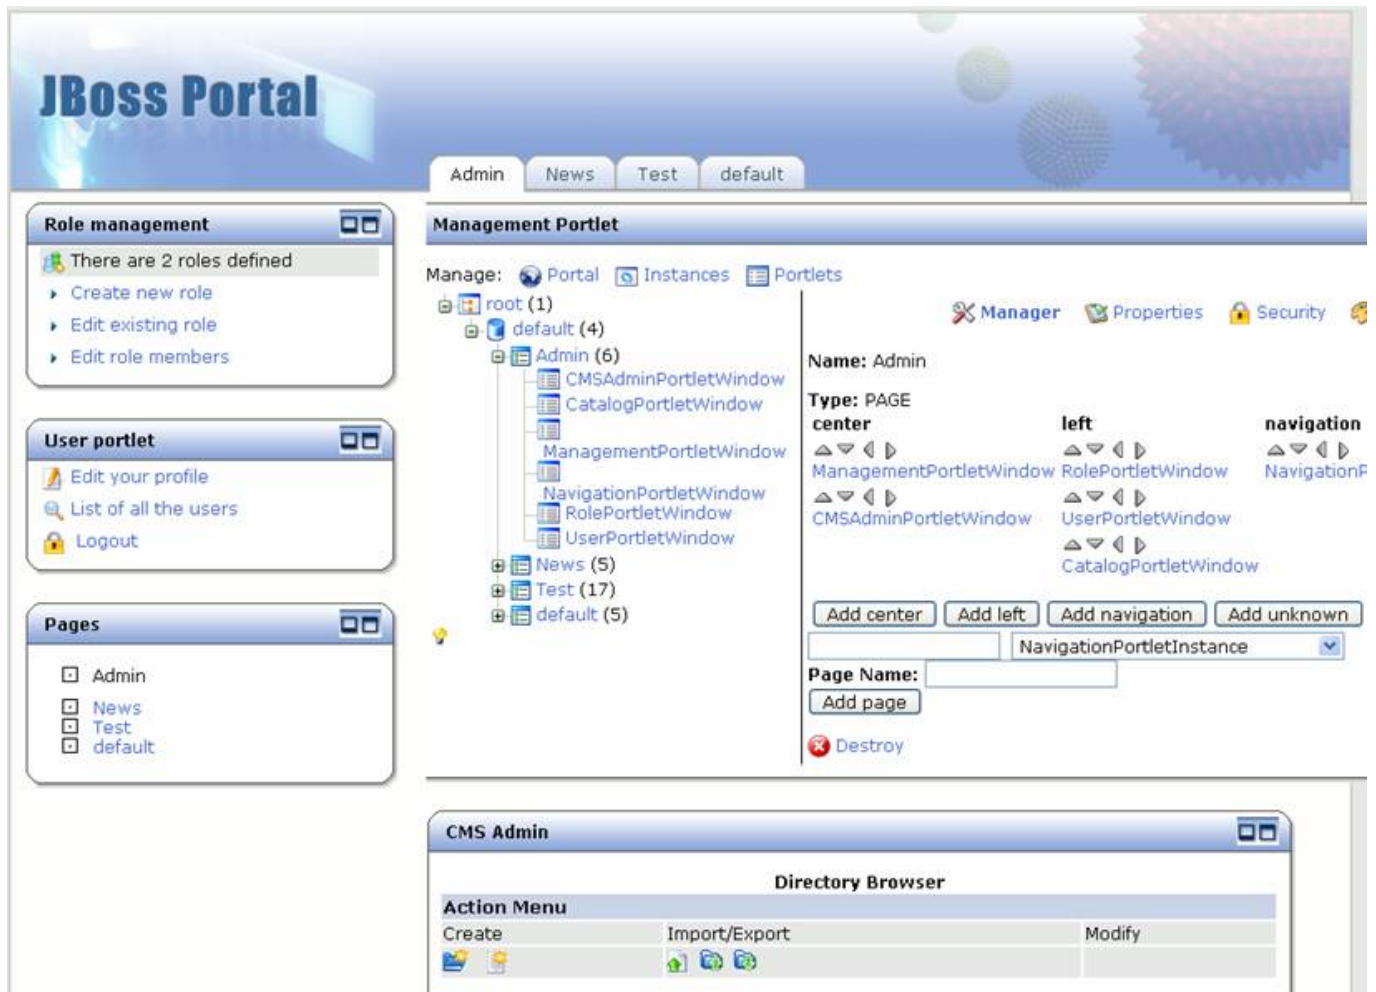 JBoss Portal
Admin News Test default
Role management
There are 2 roles defined
Create new role
Edit existing role
Edit role members
User portlet
Edit your profile
List of all the users
Logout
Pages
Admin
News
Test
default
Management Portlet
Manage: Portal Instances Portlets
root (1)
default (4)
Admin (6)
CMSAdminPortletWindow
CatalogPortletWindow
ManagementPortletWindow
NavigationPortletWindow
RolePortletWindow
UserPortletWindow
News (5)
Test (17)
default (5)
Manager Properties Security
Name: Admin
Type: PAGE
center left navigation
ManagementPortletWindow RolePortletWindow NavigationP
CMSAdminPortletWindow UserPortletWindow
CatalogPortletWindow
Add center Add left Add navigation Add unknown
NavigationPortletInstance
Page Name:
Add page
Destroy
CMS Admin
Directory Browser
Action Menu
Create Import/Export Modify